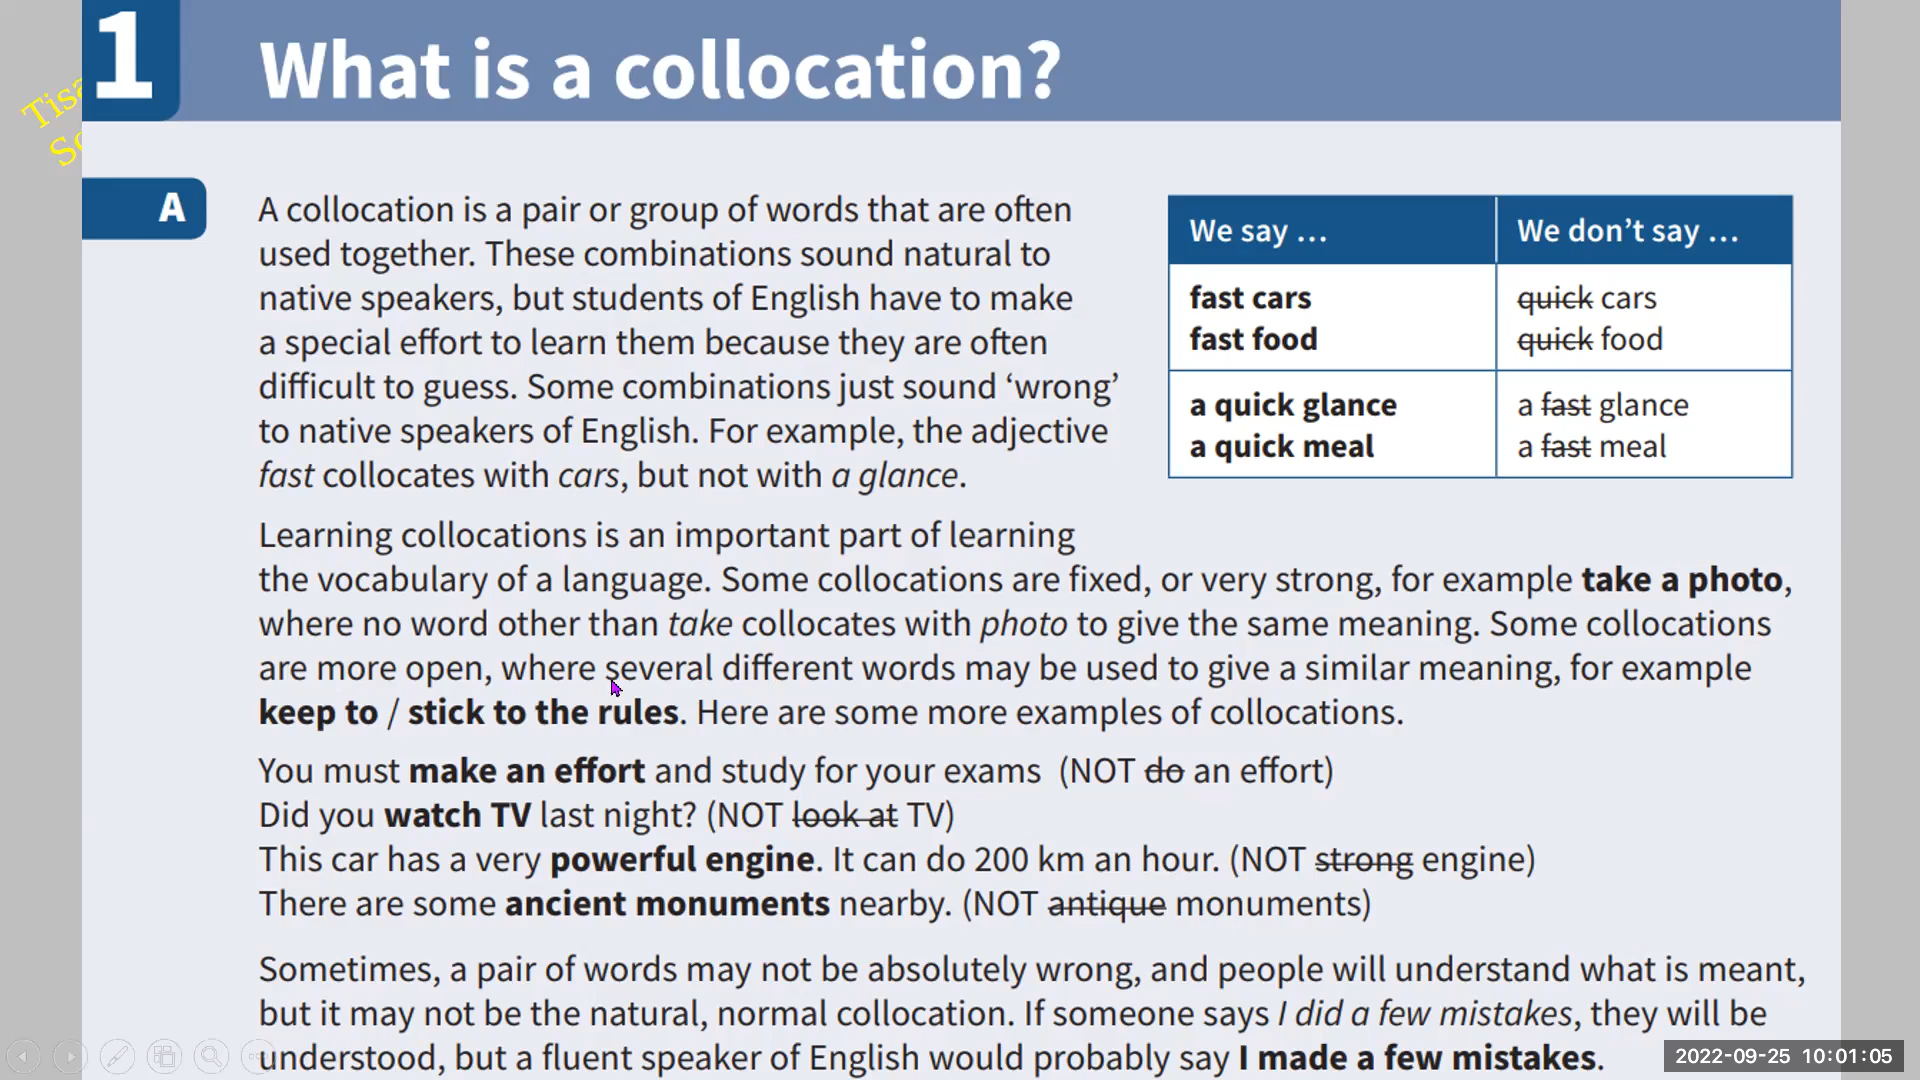 1
What is a collocation?
Tisa
So
A
A collocation is a pair or group of words that are often
used together. These combinations sound natural to
native speakers, but students of English have to make
a special effort to learn them because they are often
difficult to guess. Some combinations just sound ‘wrong’
to native speakers of English. For example, the adjective
fast collocates with cars, but not with a glance.
We say … We don’t say …
fast cars quick cars
fast food quick food
a quick glance a fast glance
a quick meal a fast meal
Learning collocations is an important part of learning
the vocabulary of a language. Some collocations are fixed, or very strong, for example take a photo,
where no word other than take collocates with photo to give the same meaning. Some collocations
are more open, where several different words may be used to give a similar meaning, for example
keep to / stick to the rules. Here are some more examples of collocations.
You must make an effort and study for your exams (NOT do an effort)
Did you watch TV last night? (NOT look at TV)
This car has a very powerful engine. It can do 200 km an hour. (NOT strong engine)
There are some ancient monuments nearby. (NOT antique monuments)
Sometimes, a pair of words may not be absolutely wrong, and people will understand what is meant,
but it may not be the natural, normal collocation. If someone says I did a few mistakes, they will be
understood, but a fluent speaker of English would probably say I made a few mistakes.
2022-09-25 10:01:05